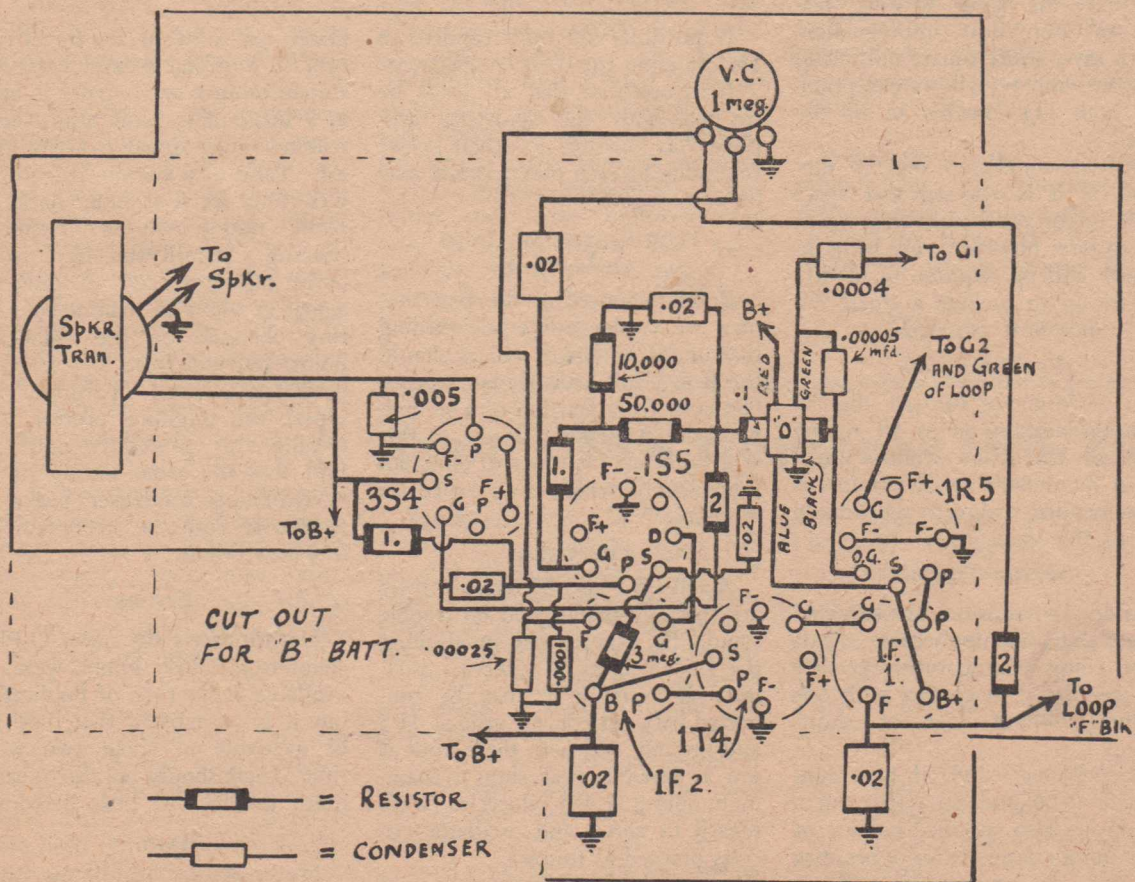 V.C.
1 meg.
To
Spkr.
SPKR.
TRAN.
.02
To G1
.0004
.02
B+
RED
GREEN
.00005
mfd.
To G2
AND GREEN
OF LOOP
10,000
50,000
.1
"O"
BLUE
BLACK
.005
P
F-
S
3S4
F+
P
G
To B+
1.
.02
1.
1S5
F-
F+
G
P
S
D
2
.02
1R5
F+
G
F-
F-
O.G.
S
P
CUT OUT
FOR "B" BATT.
.00025
.0001
F
G
3 meg.
B
P
F-
G
S
P
F-
F+
G
P
I.F.
1.
F
B+
2
To
LOOP
"F" Blk
To B+
1T4
I.F. 2.
.02
.02
= RESISTOR
= CONDENSER